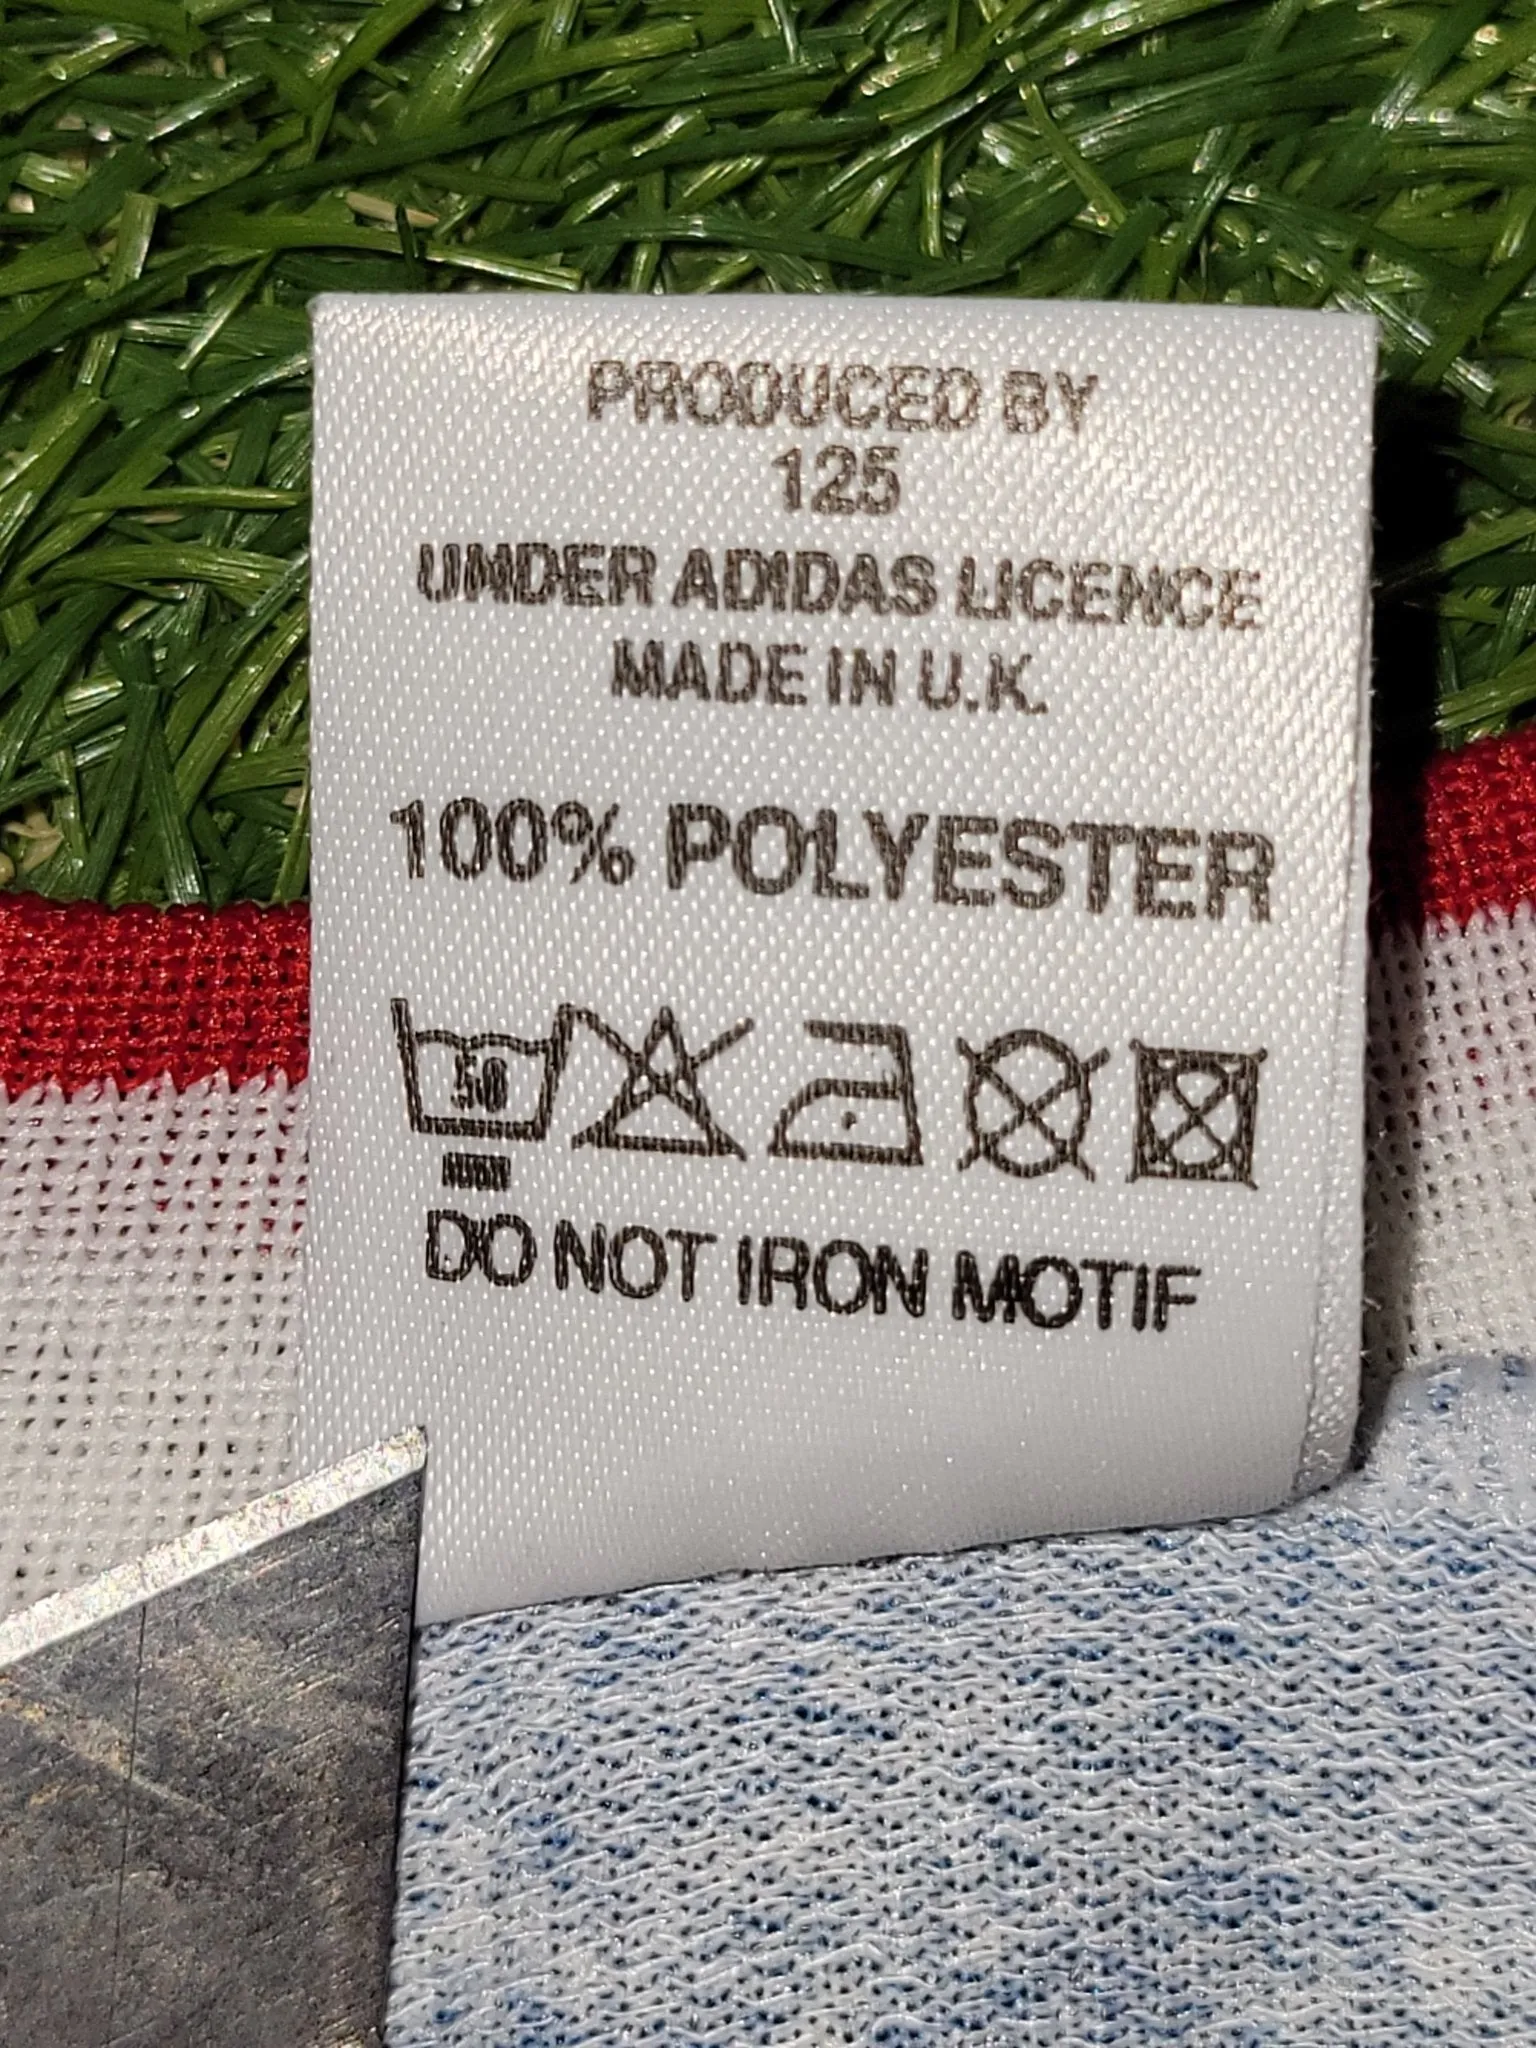 PRODUCED BY
125
UNDER ADIDAS LICENCE
MADE IN U.K.
100% POLYESTER
50
DO NOT IRON MOTIF